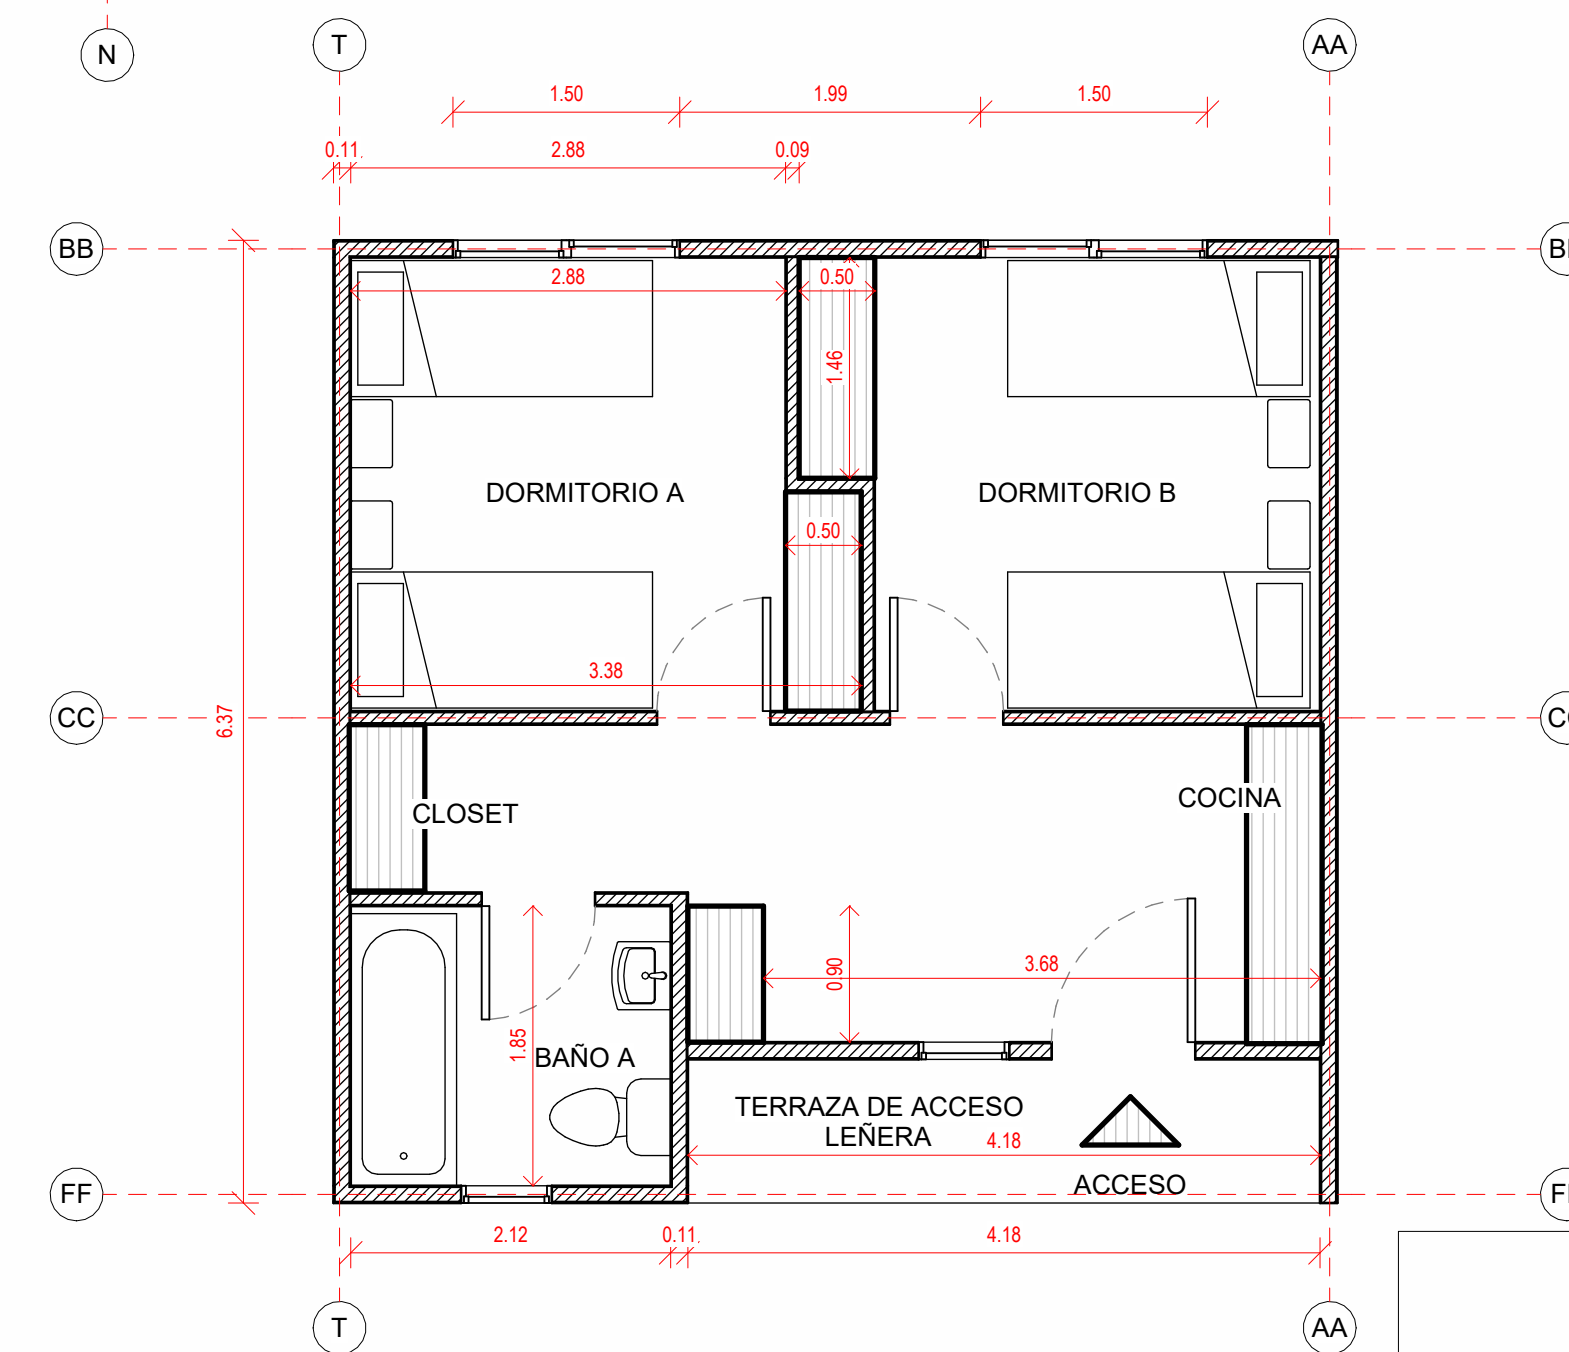 N
T
AA
1.50
1.99
1.50
0.11
2.88
0.09
BB
2.88
0.50
1.46
DORMITORIO A
DORMITORIO B
0.50
3.38
CC
6.37
CLOSET
COCINA
0.90
3.68
1.85
BAÑO A
TERRAZA DE ACCESO
LEÑERA
4.18
ACCESO
FF
2.12
0.11
4.18
T
AA